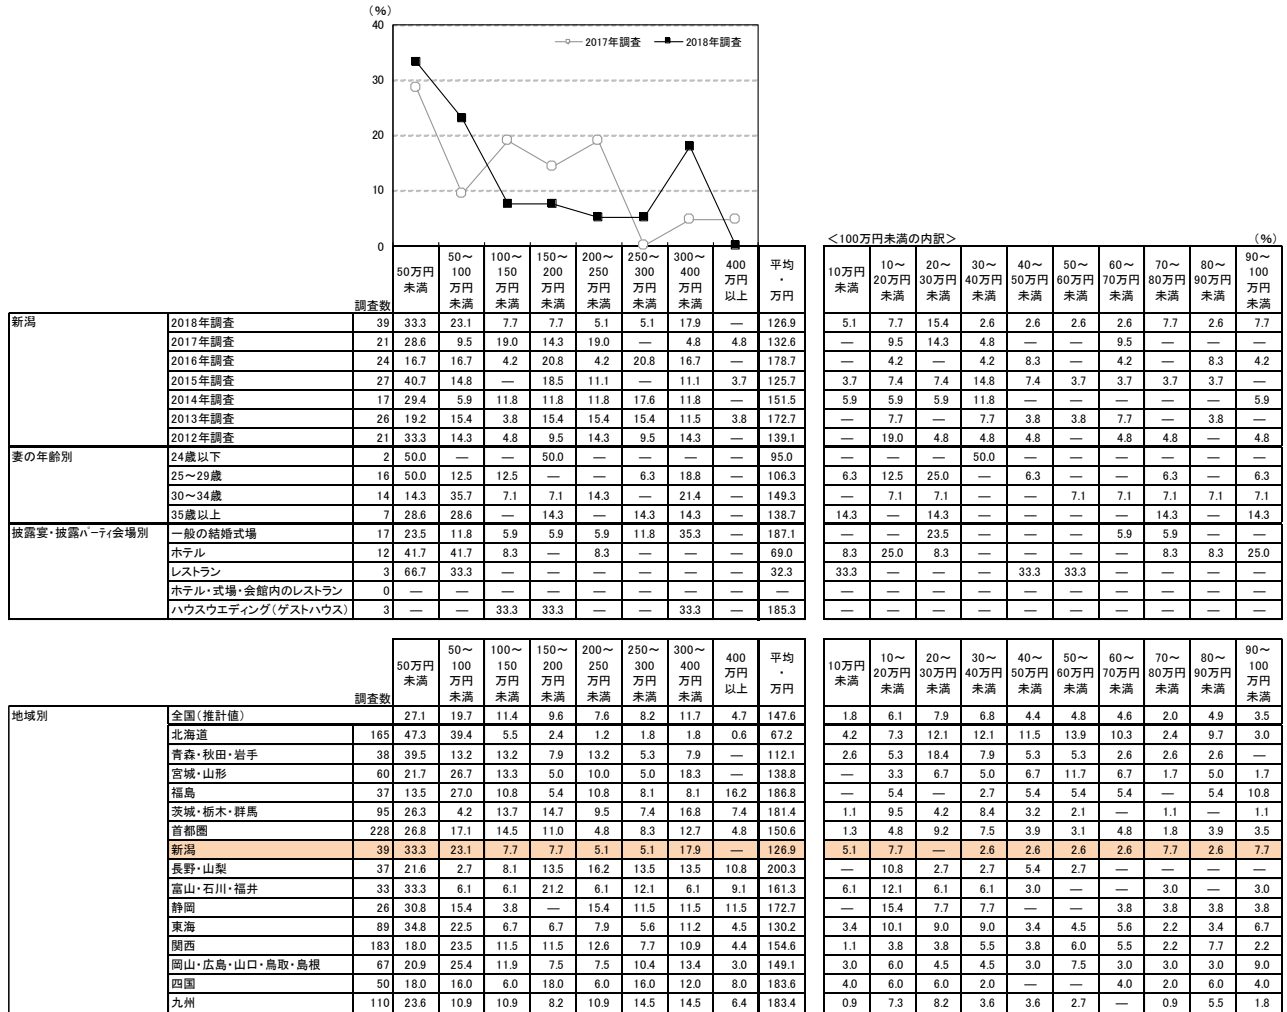 (%)
40
30
20
10
0
2017年調査 2018年調査
＜100万円未満の内訳＞ (%)
調査数 50万円未満 50～100万円未満 100～150万円未満 150～200万円未満 200～250万円未満 250～300万円未満 300～400万円未満 400万円以上 平均・万円 10万円未満 10～20万円未満 20～30万円未満 30～40万円未満 40～50万円未満 50～60万円未満 60～70万円未満 70～80万円未満 80～90万円未満 90～100万円未満
新潟 2018年調査 39 33.3 23.1 7.7 7.7 5.1 5.1 17.9 ― 126.9 5.1 7.7 15.4 2.6 2.6 2.6 2.6 7.7 2.6 7.7
2017年調査 21 28.6 9.5 19.0 14.3 19.0 ― 4.8 4.8 132.6 ― 9.5 14.3 4.8 ― ― 9.5 ― ― ―
2016年調査 24 16.7 16.7 4.2 20.8 4.2 20.8 16.7 ― 178.7 ― 4.2 ― 4.2 8.3 ― 4.2 ― 8.3 4.2
2015年調査 27 40.7 14.8 ― 18.5 11.1 ― 11.1 3.7 125.7 3.7 7.4 7.4 14.8 7.4 3.7 3.7 3.7 3.7 ―
2014年調査 17 29.4 5.9 11.8 11.8 11.8 17.6 11.8 ― 151.5 5.9 5.9 5.9 11.8 ― ― ― ― ― 5.9
2013年調査 26 19.2 15.4 3.8 15.4 15.4 15.4 11.5 3.8 172.7 ― 7.7 ― 7.7 3.8 3.8 7.7 ― 3.8 ―
2012年調査 21 33.3 14.3 4.8 9.5 14.3 9.5 14.3 ― 139.1 ― 19.0 4.8 4.8 4.8 ― 4.8 4.8 ― 4.8
妻の年齢別 24歳以下 2 50.0 ― ― 50.0 ― ― ― ― 95.0 ― ― ― 50.0 ― ― ― ― ― ―
25～29歳 16 50.0 12.5 12.5 ― ― 6.3 18.8 ― 106.3 6.3 12.5 25.0 ― 6.3 ― ― 6.3 ― 6.3
30～34歳 14 14.3 35.7 7.1 7.1 14.3 ― 21.4 ― 149.3 ― 7.1 7.1 ― ― 7.1 7.1 7.1 7.1 7.1
35歳以上 7 28.6 28.6 ― 14.3 ― 14.3 14.3 ― 138.7 14.3 ― 14.3 ― ― ― ― 14.3 ― 14.3
披露宴・披露パーティ会場別 一般の結婚式場 17 23.5 11.8 5.9 5.9 5.9 11.8 35.3 ― 187.1 ― ― 23.5 ― ― ― 5.9 5.9 ― ―
ホテル 12 41.7 41.7 8.3 ― 8.3 ― ― ― 69.0 8.3 25.0 8.3 ― ― ― ― 8.3 8.3 25.0
レストラン 3 66.7 33.3 ― ― ― ― ― ― 32.3 33.3 ― ― ― 33.3 33.3 ― ― ― ―
ホテル・式場・会館内のレストラン 0 ― ― ― ― ― ― ― ― ― ― ― ― ― ― ― ― ― ― ―
ハウスウエディング（ゲストハウス） 3 ― ― 33.3 33.3 ― ― 33.3 ― 185.3 ― ― ― ― ― ― ― ― ― ―
調査数 50万円未満 50～100万円未満 100～150万円未満 150～200万円未満 200～250万円未満 250～300万円未満 300～400万円未満 400万円以上 平均・万円 10万円未満 10～20万円未満 20～30万円未満 30～40万円未満 40～50万円未満 50～60万円未満 60～70万円未満 70～80万円未満 80～90万円未満 90～100万円未満
地域別 全国（推計値） 27.1 19.7 11.4 9.6 7.6 8.2 11.7 4.7 147.6 1.8 6.1 7.9 6.8 4.4 4.8 4.6 2.0 4.9 3.5
北海道 165 47.3 39.4 5.5 2.4 1.2 1.8 1.8 0.6 67.2 4.2 7.3 12.1 12.1 11.5 13.9 10.3 2.4 9.7 3.0
青森・秋田・岩手 38 39.5 13.2 13.2 7.9 13.2 5.3 7.9 ― 112.1 2.6 5.3 18.4 7.9 5.3 5.3 2.6 2.6 2.6 ―
宮城・山形 60 21.7 26.7 13.3 5.0 10.0 5.0 18.3 ― 138.8 ― 3.3 6.7 5.0 6.7 11.7 6.7 1.7 5.0 1.7
福島 37 13.5 27.0 10.8 5.4 10.8 8.1 8.1 16.2 186.8 ― 5.4 ― 2.7 5.4 5.4 5.4 ― 5.4 10.8
茨城・栃木・群馬 95 26.3 4.2 13.7 14.7 9.5 7.4 16.8 7.4 181.4 1.1 9.5 4.2 8.4 3.2 2.1 ― 1.1 ― 1.1
首都圏 228 26.8 17.1 14.5 11.0 4.8 8.3 12.7 4.8 150.6 1.3 4.8 9.2 7.5 3.9 3.1 4.8 1.8 3.9 3.5
新潟 39 33.3 23.1 7.7 7.7 5.1 5.1 17.9 ― 126.9 5.1 7.7 ― 2.6 2.6 2.6 2.6 7.7 2.6 7.7
長野・山梨 37 21.6 2.7 8.1 13.5 16.2 13.5 13.5 10.8 200.3 ― 10.8 2.7 2.7 5.4 2.7 ― ― ― ―
富山・石川・福井 33 33.3 6.1 6.1 21.2 6.1 12.1 6.1 9.1 161.3 6.1 12.1 6.1 6.1 3.0 ― ― 3.0 ― 3.0
静岡 26 30.8 15.4 3.8 ― 15.4 11.5 11.5 11.5 172.7 ― 15.4 7.7 7.7 ― ― 3.8 3.8 3.8 3.8
東海 89 34.8 22.5 6.7 6.7 7.9 5.6 11.2 4.5 130.2 3.4 10.1 9.0 9.0 3.4 4.5 5.6 2.2 3.4 6.7
関西 183 18.0 23.5 11.5 11.5 12.6 7.7 10.9 4.4 154.6 1.1 3.8 3.8 5.5 3.8 6.0 5.5 2.2 7.7 2.2
岡山・広島・山口・鳥取・島根 67 20.9 25.4 11.9 7.5 7.5 10.4 13.4 3.0 149.1 3.0 6.0 4.5 4.5 3.0 7.5 3.0 3.0 3.0 9.0
四国 50 18.0 16.0 6.0 18.0 6.0 16.0 12.0 8.0 183.6 4.0 6.0 6.0 2.0 ― ― 4.0 2.0 6.0 4.0
九州 110 23.6 10.9 10.9 8.2 10.9 14.5 14.5 6.4 183.4 0.9 7.3 8.2 3.6 3.6 2.7 ― 0.9 5.5 1.8